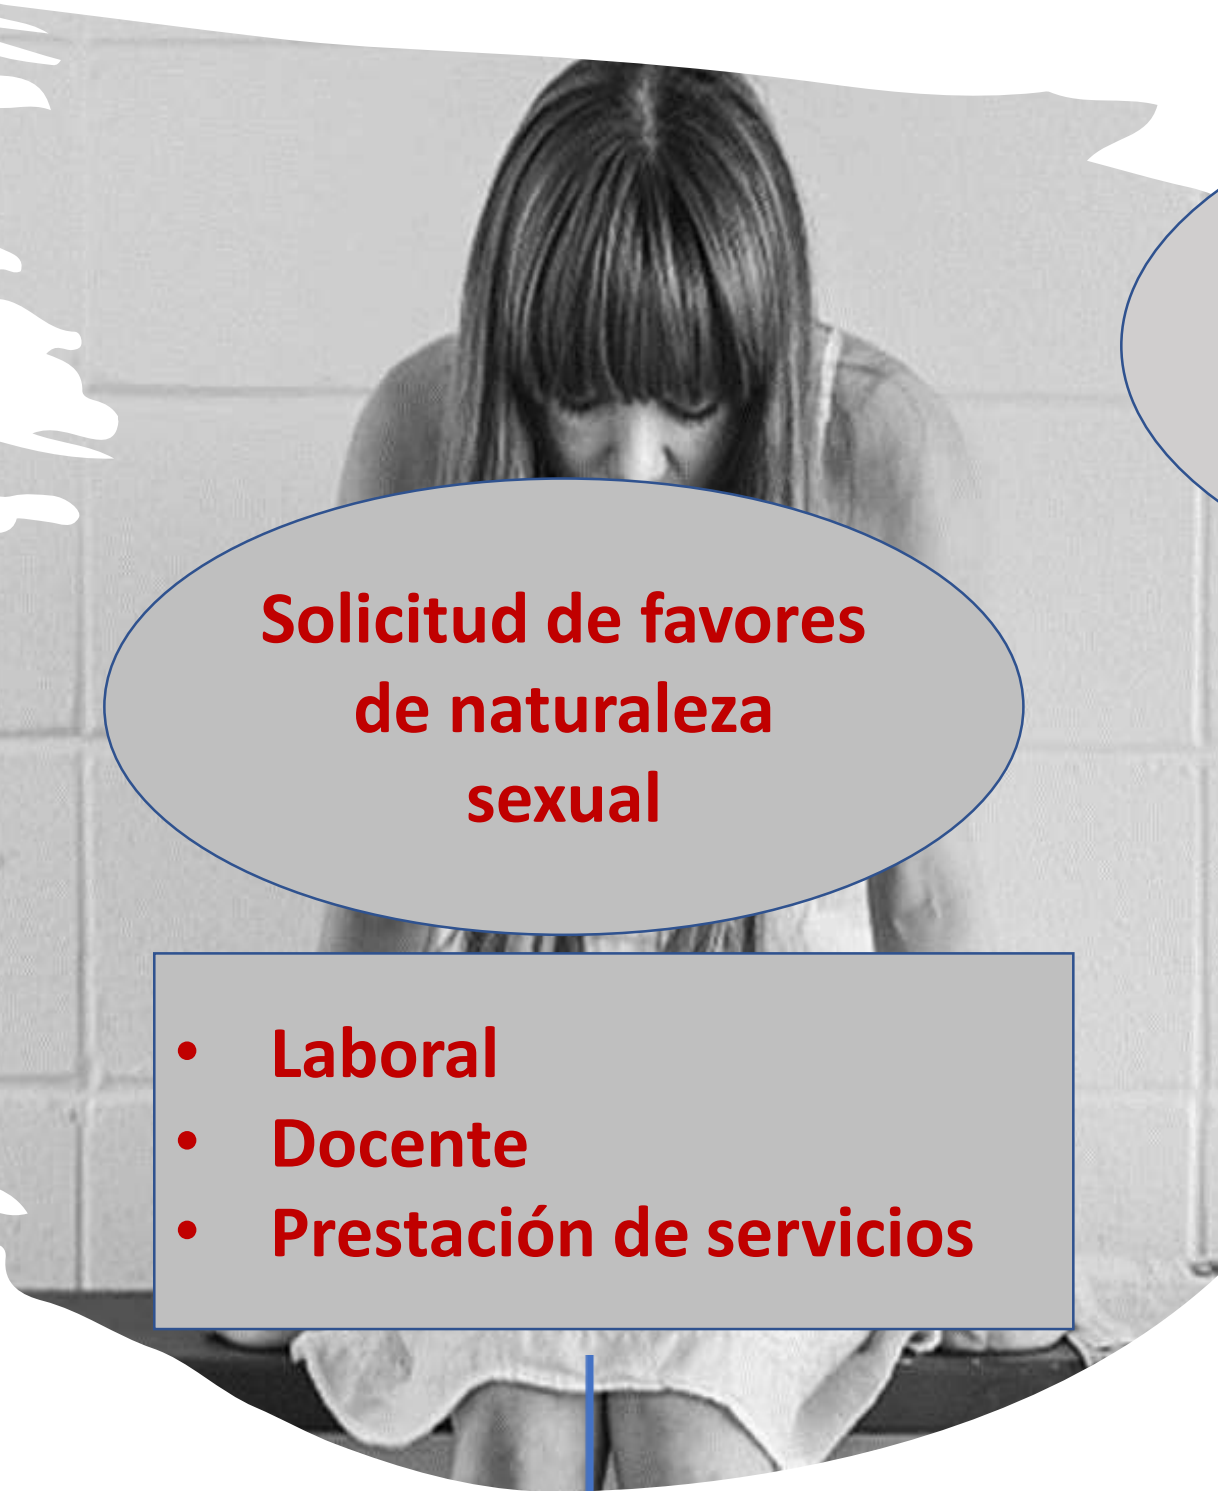 Solicitud de favores
de naturaleza
sexual
• Laboral
• Docente
• Prestación de servicios